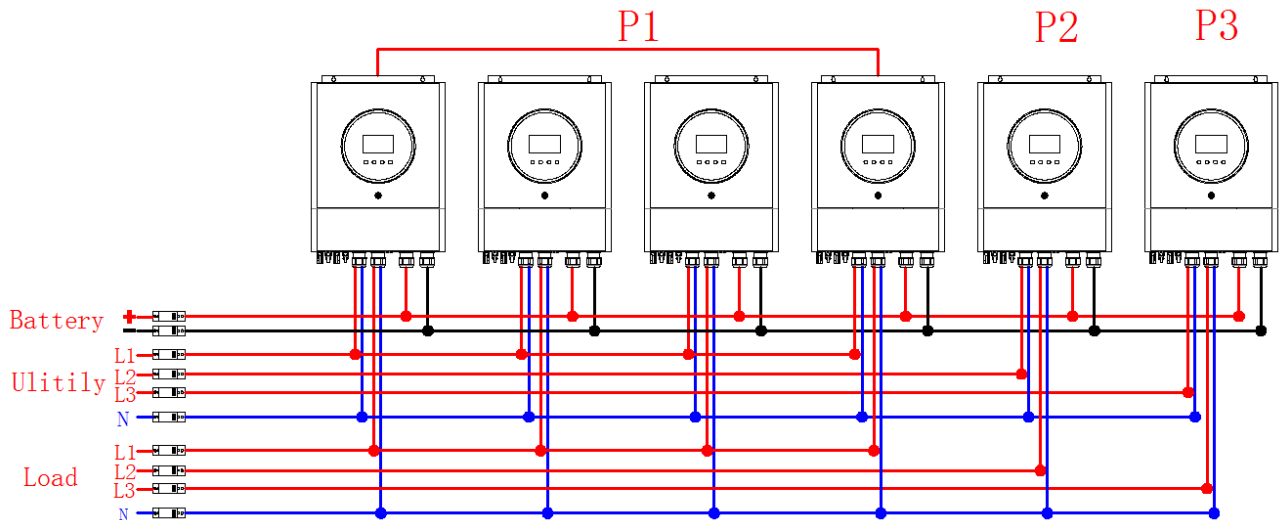 P1 P2 P3
Battery + −
L1
Ulitily L2
L3
N
L1
Load L2
L3
N